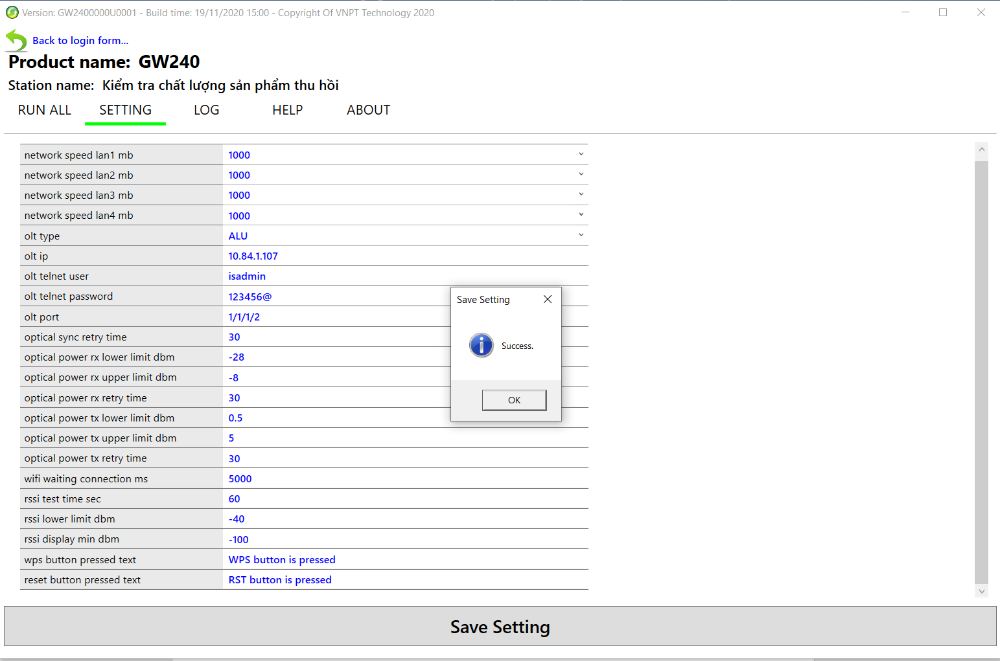 Version: GW2400000U0001 - Build time: 19/11/2020 15:00 - Copyright Of VNPT Technology 2020
Back to login form...
Product name: GW240
Station name: Kiểm tra chất lượng sản phẩm thu hồi
RUN ALL SETTING LOG HELP ABOUT
network speed lan1 mb 1000
network speed lan2 mb 1000
network speed lan3 mb 1000
network speed lan4 mb 1000
olt type ALU
olt ip 10.84.1.107
olt telnet user isadmin
olt telnet password 123456@
olt port 1/1/1/2
optical sync retry time 30
optical power rx lower limit dbm -28
optical power rx upper limit dbm -8
optical power rx retry time 30
optical power tx lower limit dbm 0.5
optical power tx upper limit dbm 5
optical power tx retry time 30
wifi waiting connection ms 5000
rssi test time sec 60
rssi lower limit dbm -40
rssi display min dbm -100
wps button pressed text WPS button is pressed
reset button pressed text RST button is pressed
Save Setting
Success.
OK
Save Setting